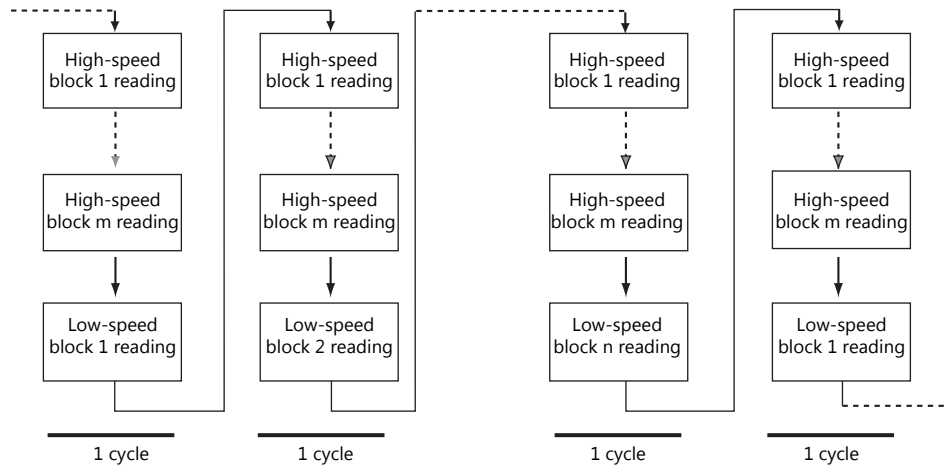 High-speed
block 1 reading
High-speed
block m reading
Low-speed
block 1 reading
1 cycle
High-speed
block 1 reading
High-speed
block m reading
Low-speed
block 2 reading
1 cycle
High-speed
block 1 reading
High-speed
block m reading
Low-speed
block n reading
1 cycle
High-speed
block 1 reading
High-speed
block m reading
Low-speed
block 1 reading
1 cycle